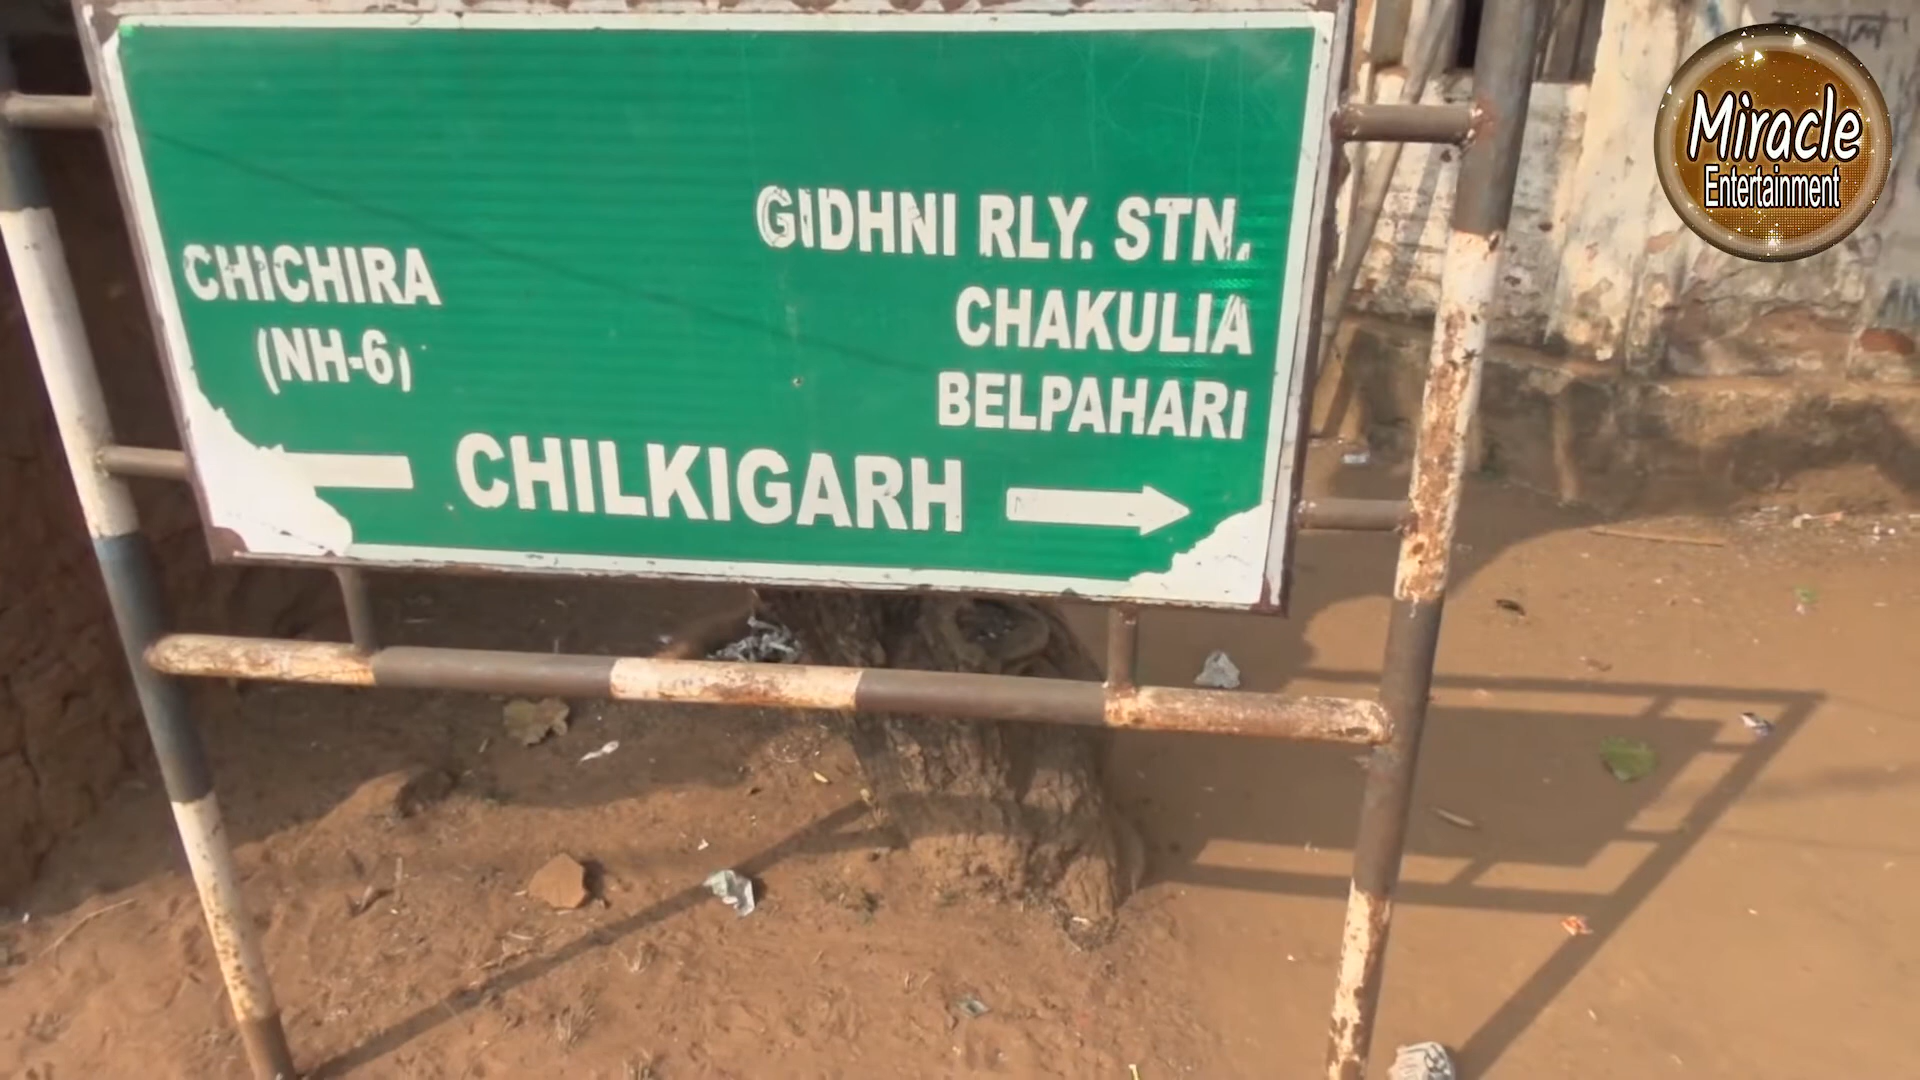 GIDHNI RLY. STN.
CHICHIRA
CHAKULIA
(NH-6)
BELPAHARI
CHILKIGARH
Miracle
Entertainment